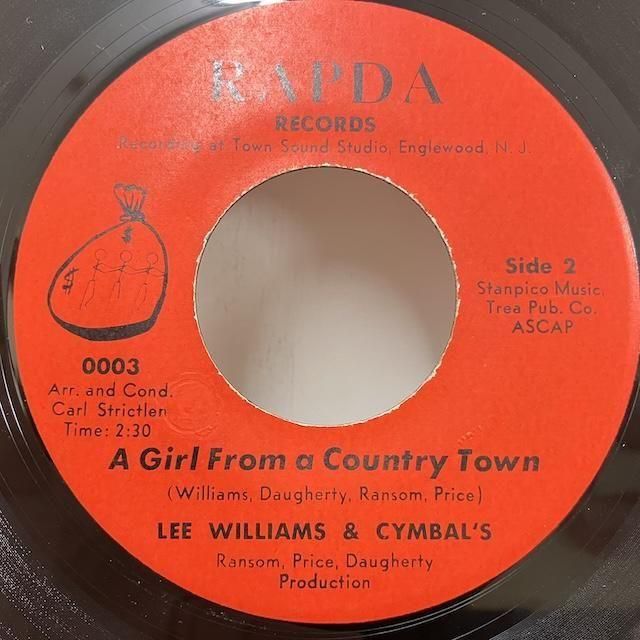 RAPDA
RECORDS
Recording at Town Sound Studio, Englewood, N. J.
$
$
Side 2
Stanpico Music,
Trea Pub. Co.
ASCAP
0003
Arr. and Cond.
Carl Strictlen
Time: 2:30
A Girl From a Country Town
(Williams, Daugherty, Ransom, Price)
LEE WILLIAMS & CYMBAL'S
Ransom, Price, Daugherty
Production